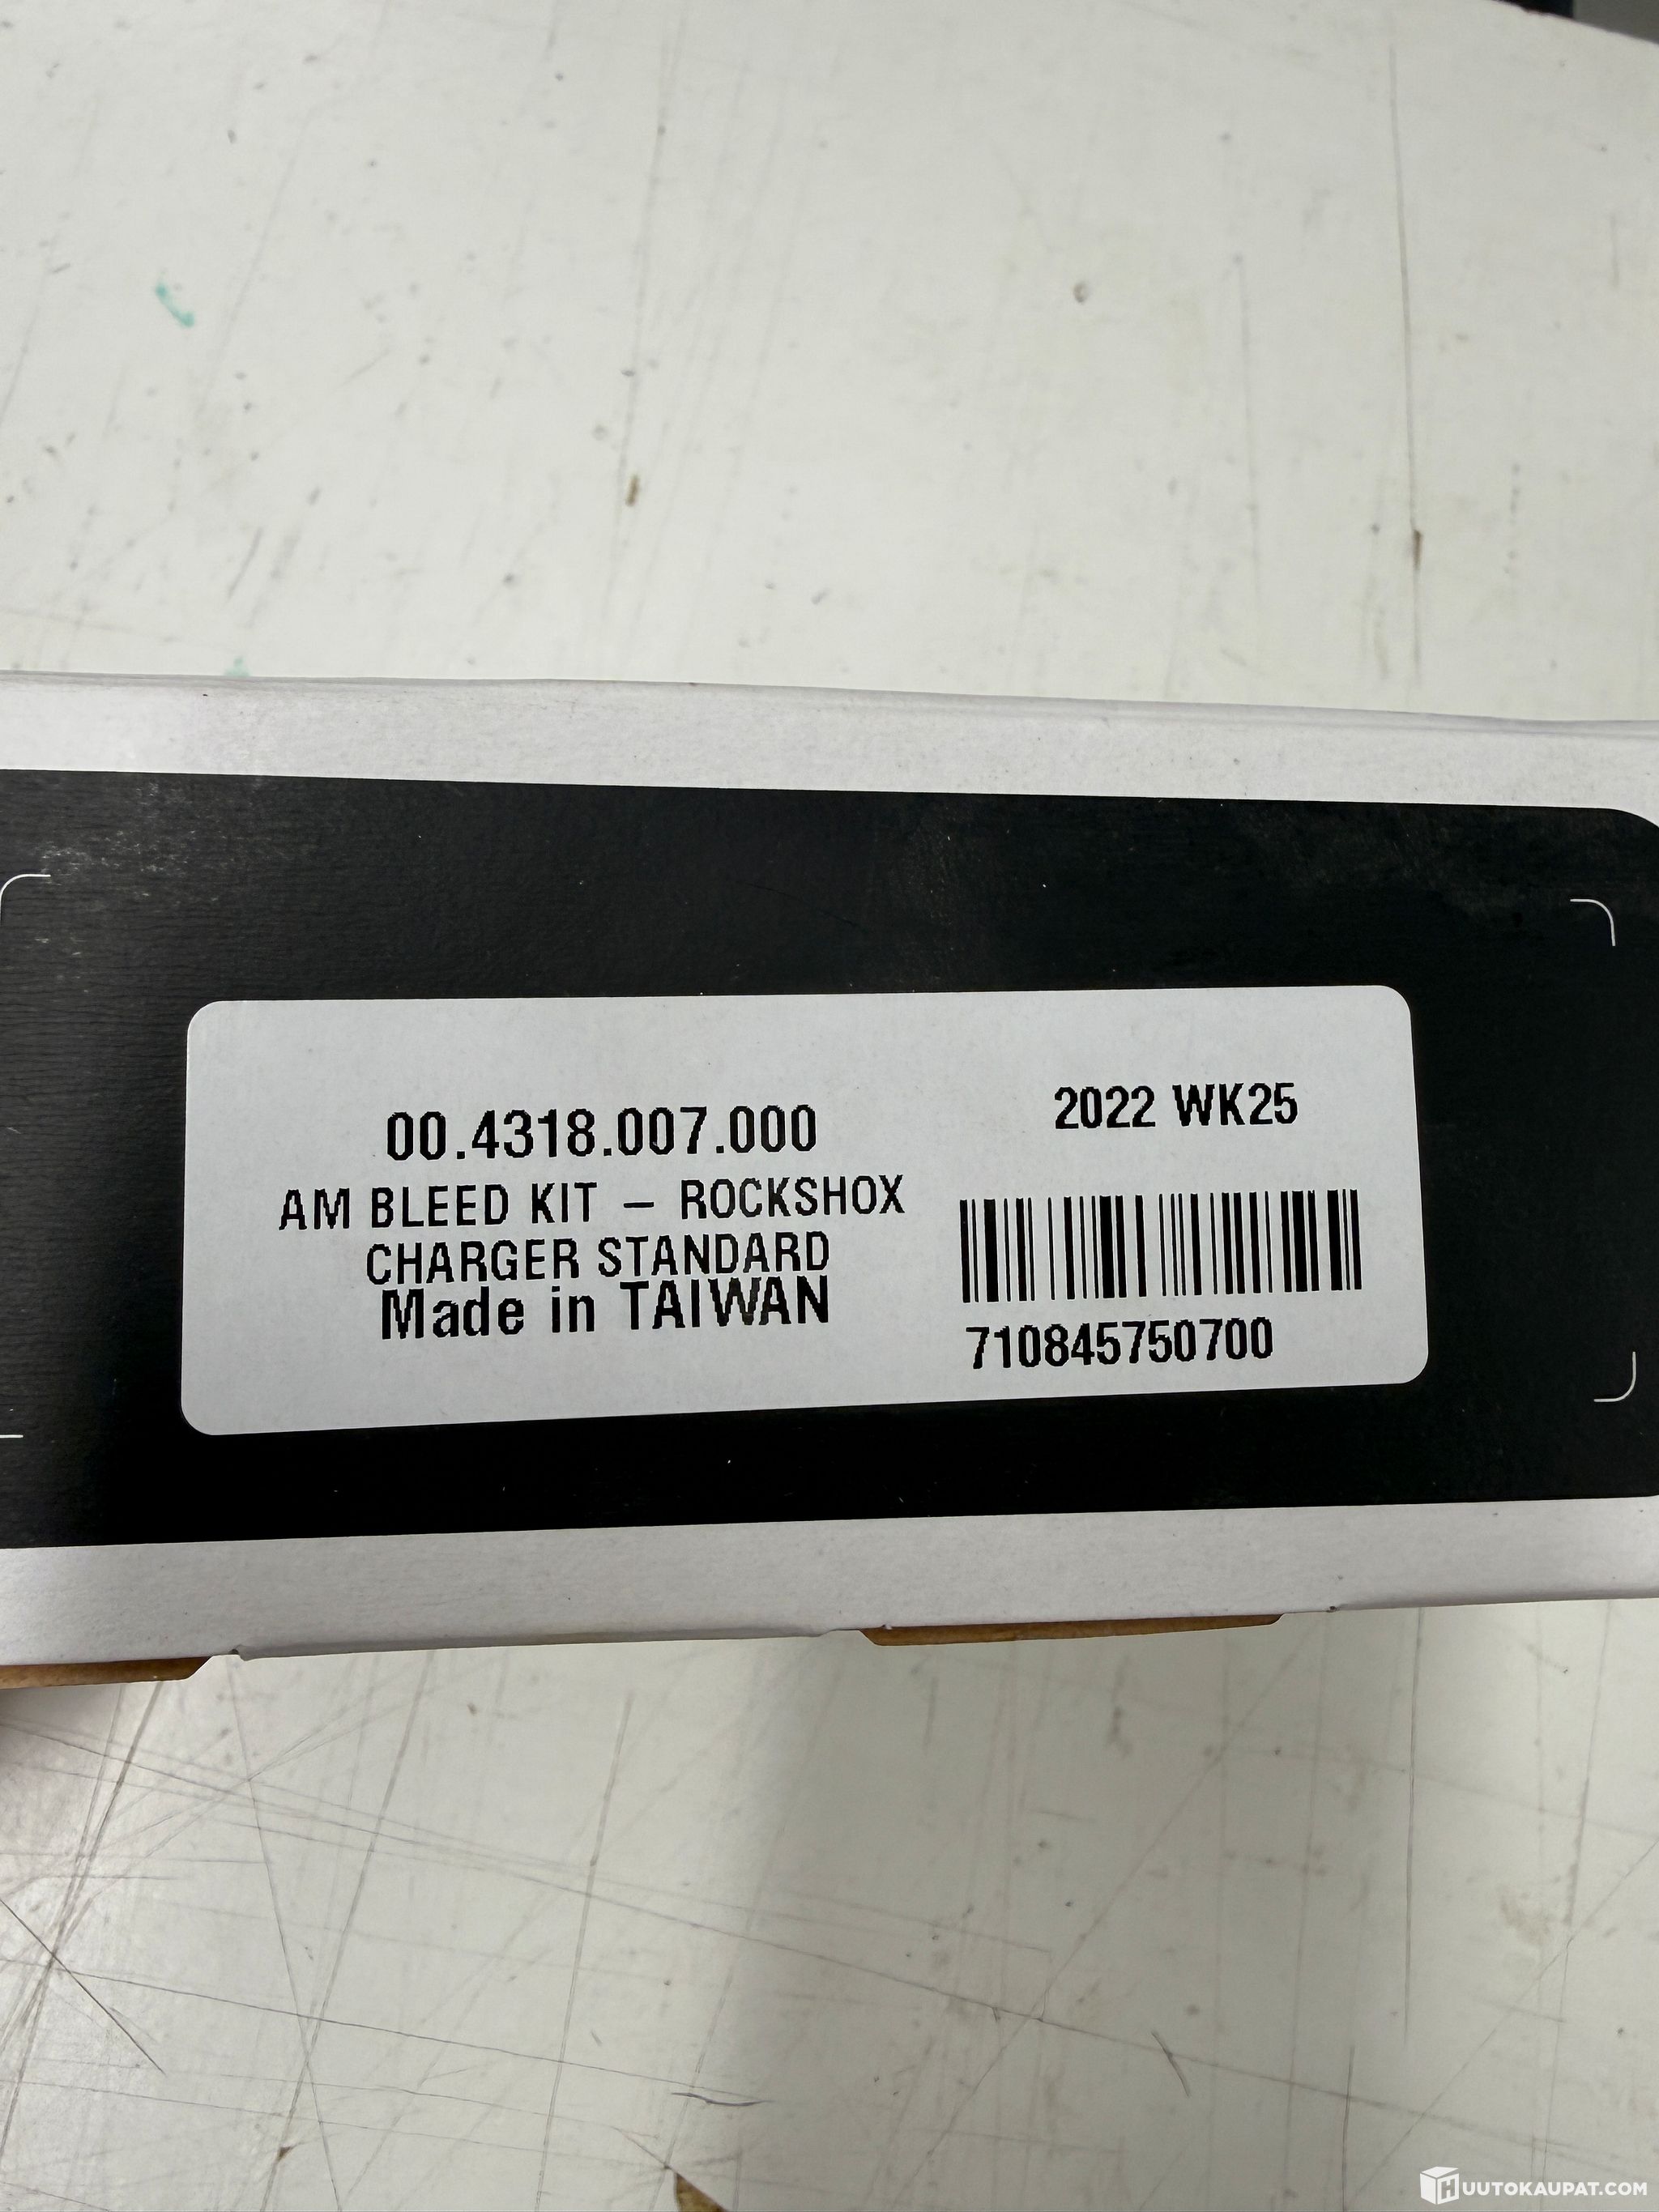 00.4318.007.000
AM BLEED KIT – ROCKSHOX
CHARGER STANDARD
Made in TAIWAN
2022 WK25
710845750700
HUUTOKAUPAT.COM